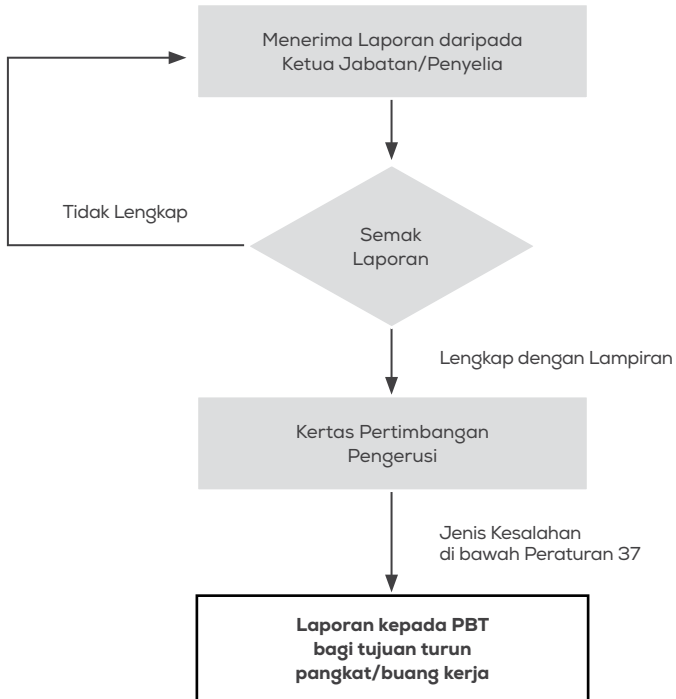 Menerima Laporan daripada
Ketua Jabatan/Penyelia
Tidak Lengkap
Semak
Laporan
Lengkap dengan Lampiran
Kertas Pertimbangan
Pengerusi
Jenis Kesalahan
di bawah Peraturan 37
Laporan kepada PBT
bagi tujuan turun
pangkat/buang kerja